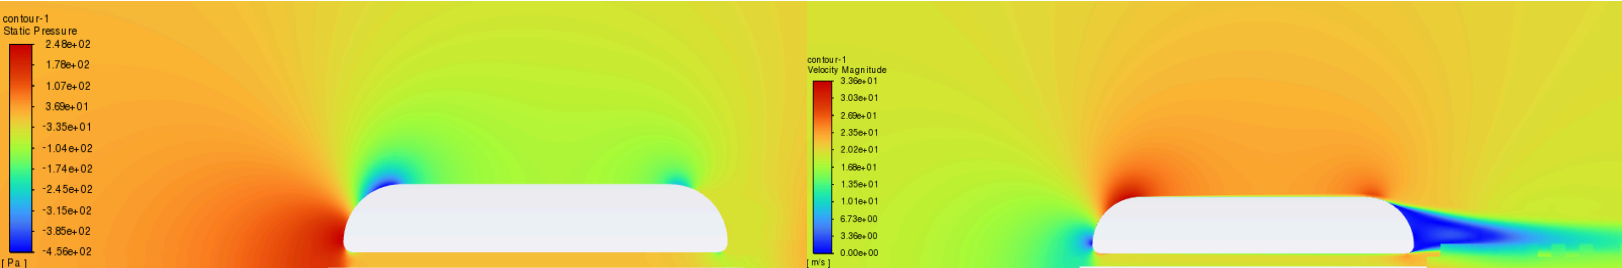 contour-1
Static Pressure
2.48e+02
1.78e+02
1.07e+02
3.69e+01
-3.35e+01
-1.04e+02
-1.74e+02
-2.45e+02
-3.15e+02
-3.85e+02
-4.56e+02
[ Pa ]
contour-1
Velocity Magnitude
3.36e+01
3.03e+01
2.69e+01
2.35e+01
2.02e+01
1.68e+01
1.35e+01
1.01e+01
6.73e+00
3.36e+00
0.00e+00
[ m/s ]